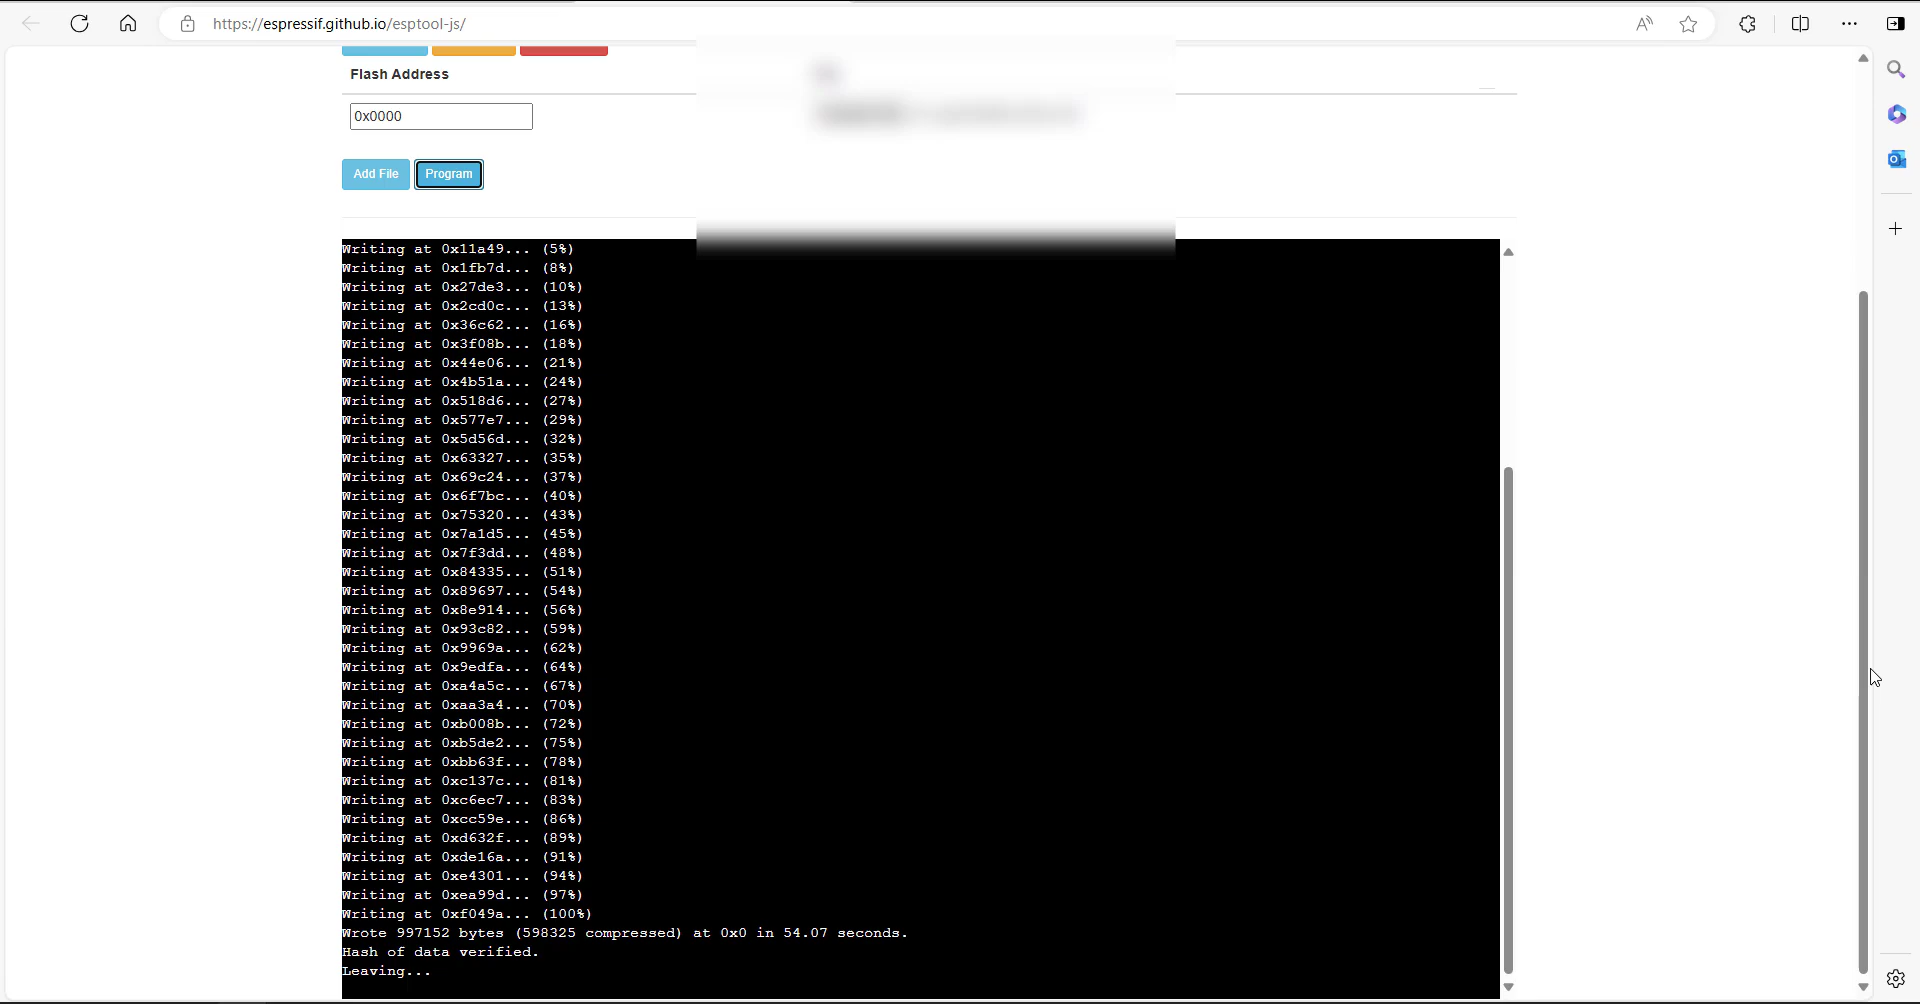 https://espressif.github.io/esptool-js/
Flash Address
0x0000
Add File
Program
Writing at 0x11a49... (5%)
Writing at 0x1fb7d... (8%)
Writing at 0x27de3... (10%)
Writing at 0x2cd0c... (13%)
Writing at 0x36c62... (16%)
Writing at 0x3f08b... (18%)
Writing at 0x44e06... (21%)
Writing at 0x4b51a... (24%)
Writing at 0x518d6... (27%)
Writing at 0x577e7... (29%)
Writing at 0x5d56d... (32%)
Writing at 0x63327... (35%)
Writing at 0x69c24... (37%)
Writing at 0x6f7bc... (40%)
Writing at 0x75320... (43%)
Writing at 0x7a1d5... (45%)
Writing at 0x7f3dd... (48%)
Writing at 0x84335... (51%)
Writing at 0x89697... (54%)
Writing at 0x8e914... (56%)
Writing at 0x93c82... (59%)
Writing at 0x9969a... (62%)
Writing at 0x9edfa... (64%)
Writing at 0xa4a5c... (67%)
Writing at 0xaa3a4... (70%)
Writing at 0xb008b... (72%)
Writing at 0xb5de2... (75%)
Writing at 0xbb63f... (78%)
Writing at 0xc137c... (81%)
Writing at 0xc6ec7... (83%)
Writing at 0xcc59e... (86%)
Writing at 0xd632f... (89%)
Writing at 0xde16a... (91%)
Writing at 0xe4301... (94%)
Writing at 0xea99d... (97%)
Writing at 0xf049a... (100%)
Wrote 997152 bytes (598325 compressed) at 0x0 in 54.07 seconds.
Hash of data verified.
Leaving...